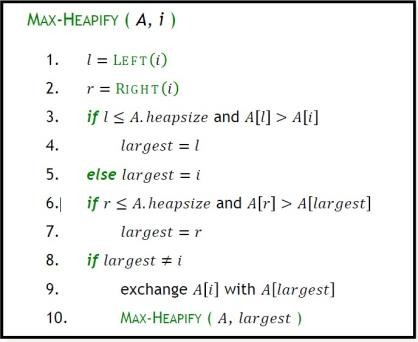 MAX-HEAPIFY ( A, i )
1. l = LEFT(i)
2. r = RIGHT(i)
3. if l ≤ A.heapsize and A[l] > A[i]
4. largest = l
5. else largest = i
6. if r ≤ A.heapsize and A[r] > A[largest]
7. largest = r
8. if largest ≠ i
9. exchange A[i] with A[largest]
10. MAX-HEAPIFY ( A, largest )